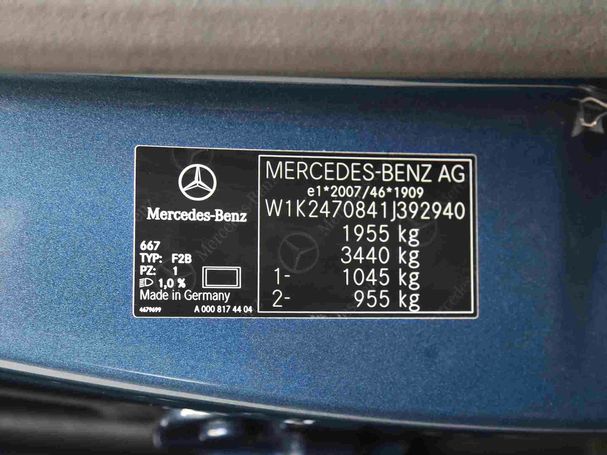 Mercedes-Benz
667
TYP: F2B
PZ: 1
1,0 %
Made in Germany
4679699
A 000 817 44 04
MERCEDES-BENZ AG
e1*2007/46*1909
W1K2470841J392940
1955 kg
3440 kg
1- 1045 kg
2- 955 kg